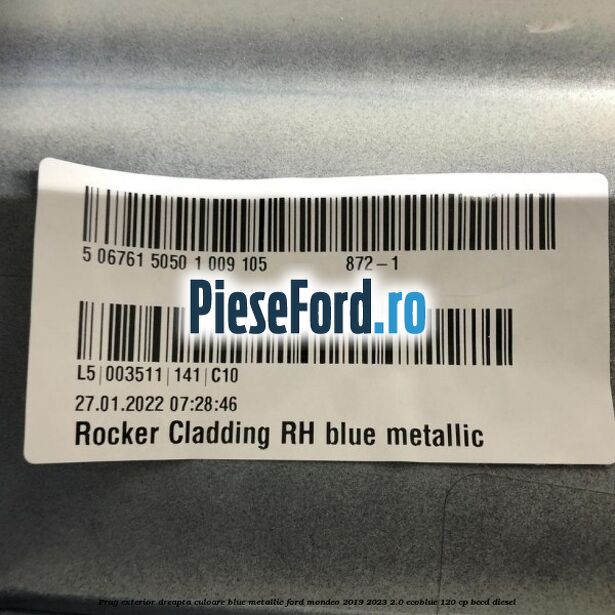 5 06761 5050 1 009 105 872-1
PieseFord.ro
L5|003511|141|C10
27.01.2022 07:28:46
Rocker Cladding RH blue metallic
Prag exterior dreapta culoare blue metallic ford mondeo 2019 2023 2.0 ecoblue 120 cp bccd diesel